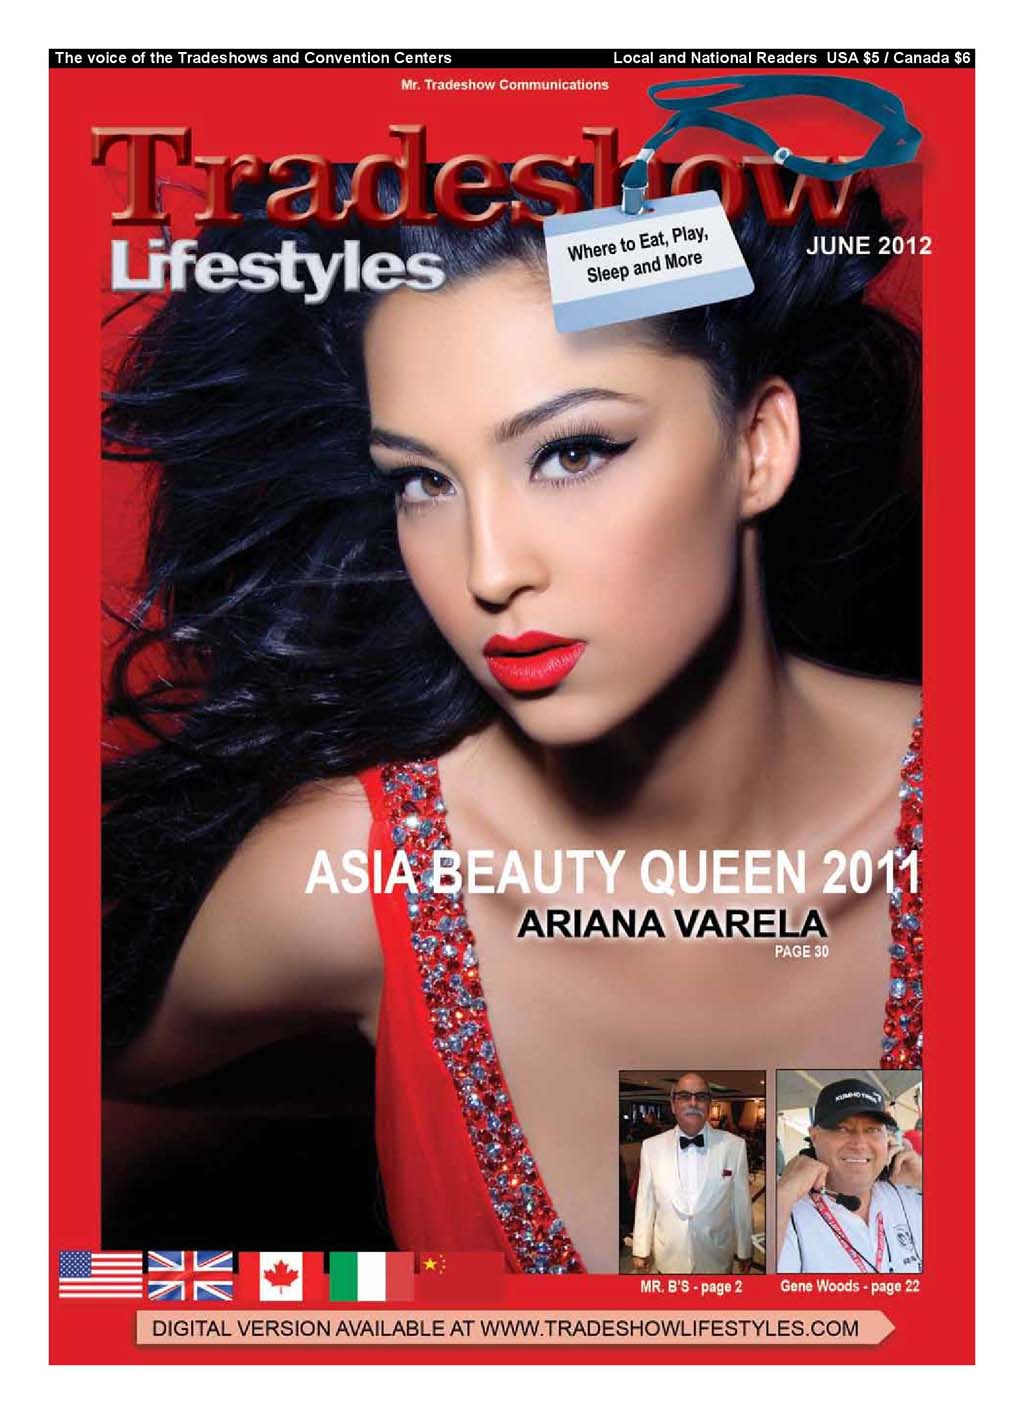 The voice of the Tradeshows and Convention Centers Local and National Readers USA $5 / Canada $6
Mr. Tradeshow Communications
Tradeshow
Lifestyles
Where to Eat, Play,
Sleep and More
JUNE 2012
ASIA BEAUTY QUEEN 2011
ARIANA VARELA
PAGE 30
KUMHO TIRES
MR. B'S - page 2
Gene Woods - page 22
DIGITAL VERSION AVAILABLE AT WWW.TRADESHOWLIFESTYLES.COM